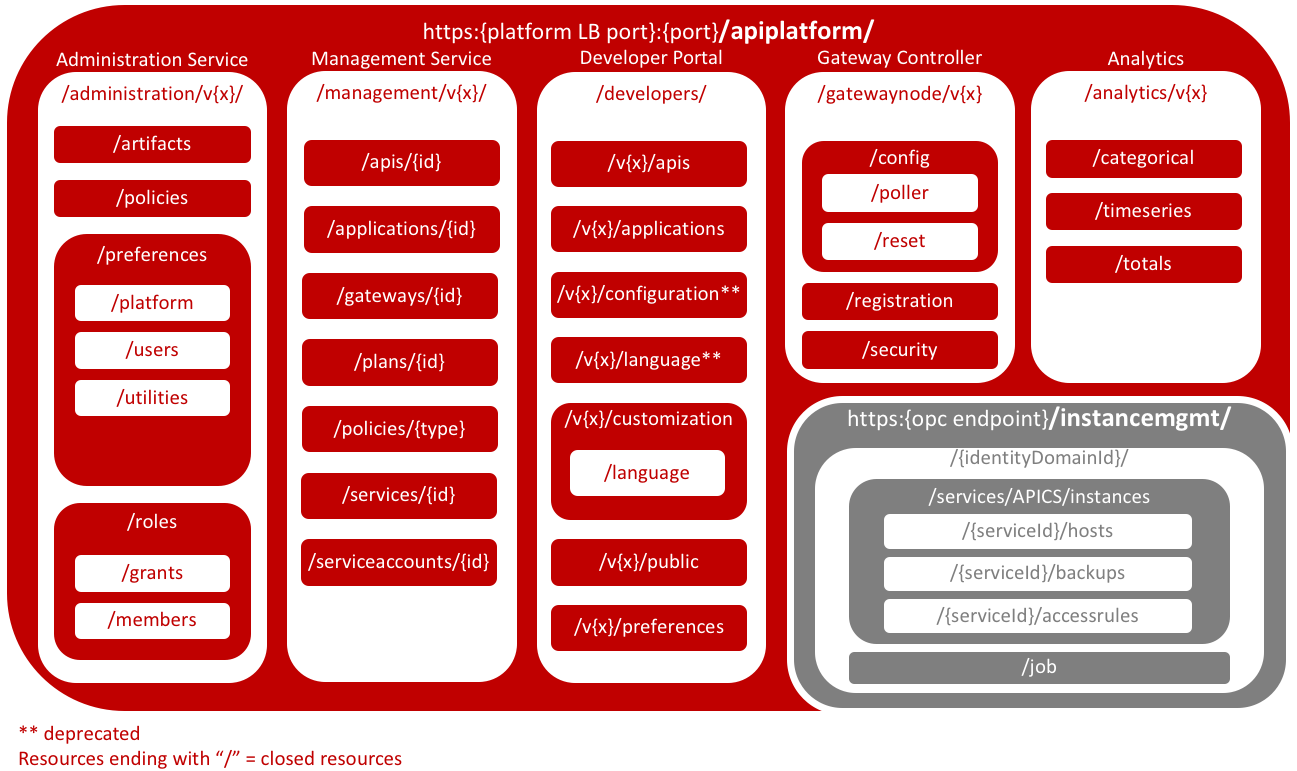 https:{platform LB port}:{port}/apiplatform/
Administration Service
/administration/v{x}/
/artifacts
/policies
/preferences
/platform
/users
/utilities
/roles
/grants
/members
Management Service
/management/v{x}/
/apis/{id}
/applications/{id}
/gateways/{id}
/plans/{id}
/policies/{type}
/services/{id}
/serviceaccounts/{id}
Developer Portal
/developers/
/v{x}/apis
/v{x}/applications
/v{x}/configuration**
/v{x}/language**
/v{x}/customization
/language
/v{x}/public
/v{x}/preferences
Gateway Controller
/gatewaynode/v{x}
/config
/poller
/reset
/registration
/security
Analytics
/analytics/v{x}
/categorical
/timeseries
/totals
https:{opc endpoint}/instancemgmt/
/{identityDomainId}/
/services/APICS/instances
/{serviceId}/hosts
/{serviceId}/backups
/{serviceId}/accessrules
/job
** deprecated
Resources ending with “/” = closed resources